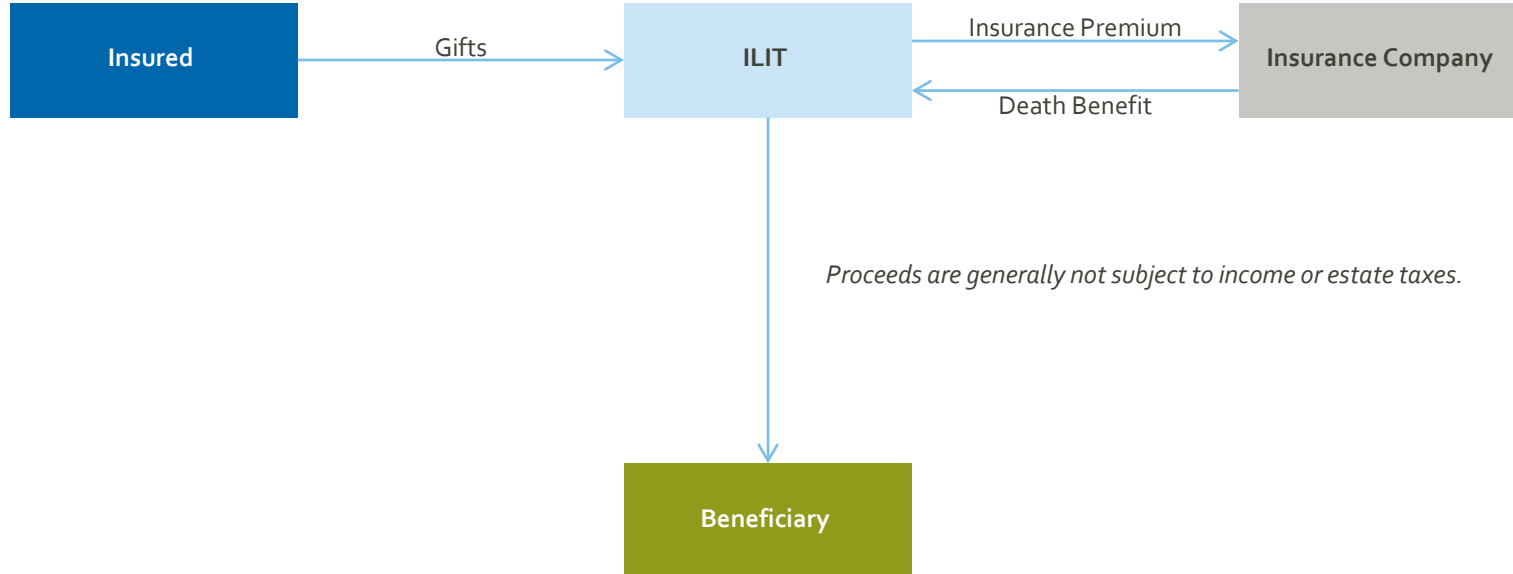 Insured
Gifts
ILIT
Insurance Premium
Insurance Company
Death Benefit
Proceeds are generally not subject to income or estate taxes.
Beneficiary